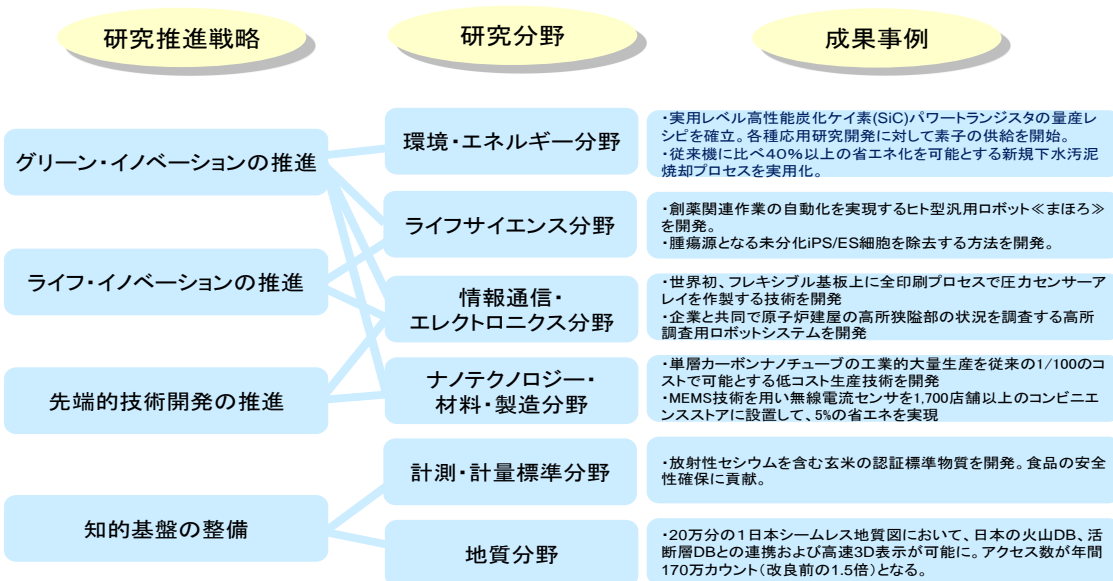 研究推進戦略
研究分野
成果事例
グリーン・イノベーションの推進
ライフ・イノベーションの推進
先端的技術開発の推進
知的基盤の整備
環境・エネルギー分野
・実用レベル高性能炭化ケイ素(SiC)パワートランジスタの量産レ
シピを確立。各種応用研究開発に対して素子の供給を開始。
・従来機に比べ40%以上の省エネ化を可能とする新規下水汚泥
焼却プロセスを実用化。
ライフサイエンス分野
・創薬関連作業の自動化を実現するヒト型汎用ロボット≪まほろ≫
を開発。
・腫瘍源となる未分化iPS/ES細胞を除去する方法を開発。
情報通信・
エレクトロニクス分野
・世界初、フレキシブル基板上に全印刷プロセスで圧力センサーア
レイを作製する技術を開発
・企業と共同で原子炉建屋の高所狭隘部の状況を調査する高所
調査用ロボットシステムを開発
ナノテクノロジー・
材料・製造分野
・単層カーボンナノチューブの工業的大量生産を従来の1/100のコ
ストで可能とする低コスト生産技術を開発
・MEMS技術を用い無線電流センサを1,700店舗以上のコンビニエ
ンスストアに設置して、5%の省エネを実現
計測・計量標準分野
・放射性セシウムを含む玄米の認証標準物質を開発。食品の安全
性確保に貢献。
地質分野
・20万分の1日本シームレス地質図において、日本の火山DB、活
断層DBとの連携および高速3D表示が可能に。アクセス数が年間
170万カウント(改良前の1.5倍)となる。